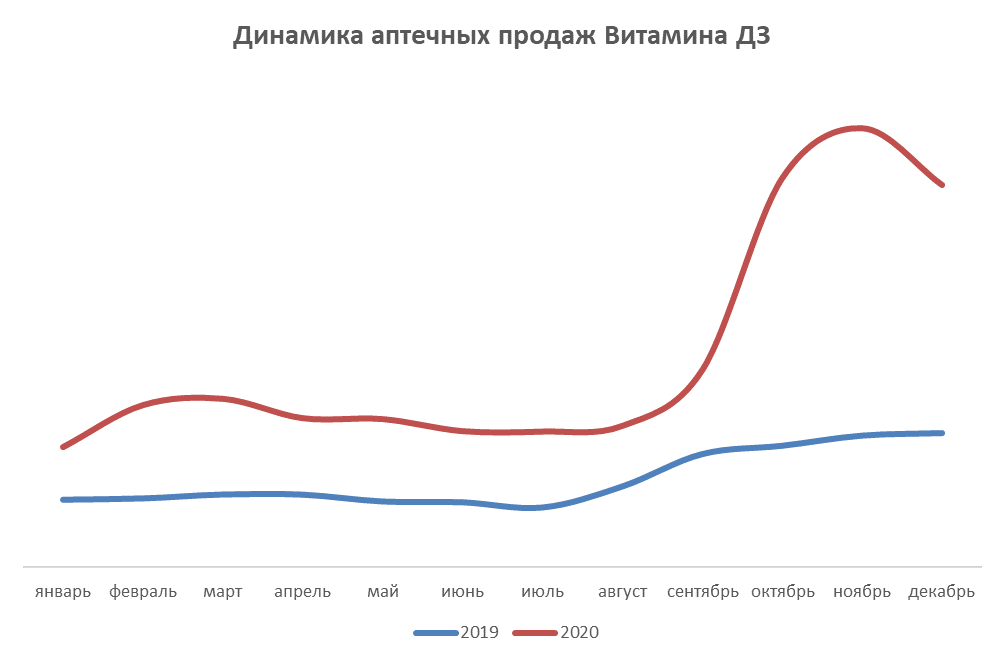 Динамика аптечных продаж Витамина Д3
январь февраль март апрель май июнь июль август сентябрь октябрь ноябрь декабрь
2019 2020